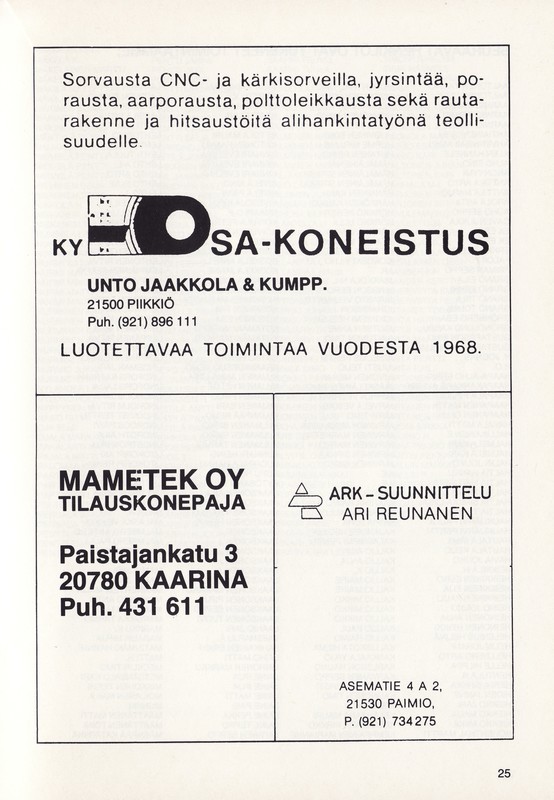 Sorvausta CNC- ja kärkisorveilla, jyrsintää, po-
rausta, aarporausta, polttoleikkausta sekä rauta-
rakenne ja hitsaustöitä alihankintatyönä teolli-
suudelle.
KY OSA-KONEISTUS
UNTO JAAKKOLA & KUMPP.
21500 PIIKKIÖ
Puh. (921) 896 111
LUOTETTAVAA TOIMINTAA VUODESTA 1968.
MAMETEK OY
TILAUSKONEPAJA
Paistajankatu 3
20780 KAARINA
Puh. 431 611
ARK-SUUNNITTELU
ARI REUNANEN
ASEMATIE 4 A 2,
21530 PAIMIO,
P. (921) 734275
25